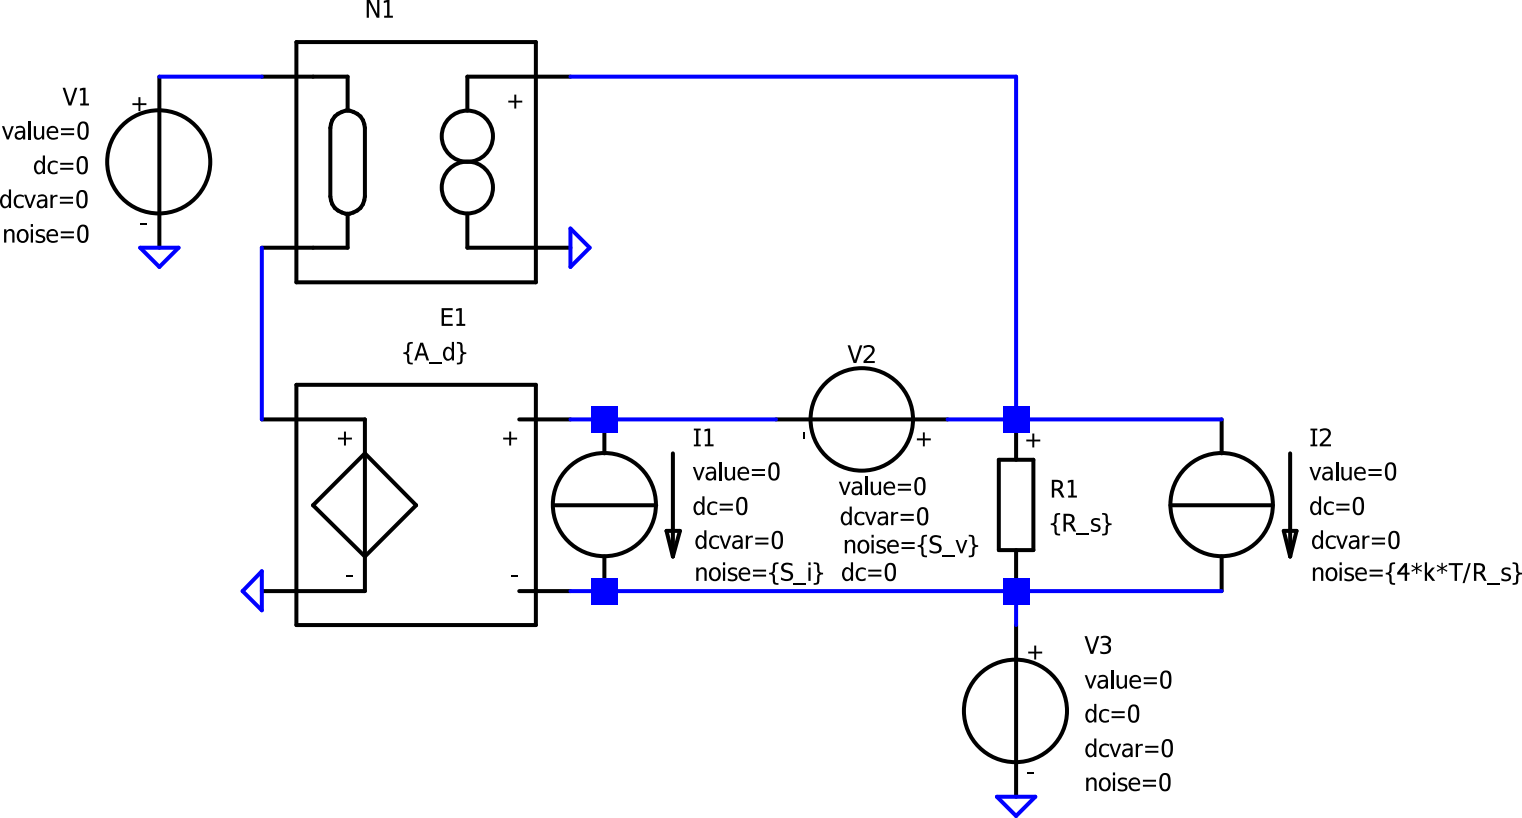 N1
+
V1
value=0
dc=0
dcvar=0
noise=0
+
-
E1
{A_d}
+
-
+
-
I1
value=0
dc=0
dcvar=0
noise={S_i}
V2
-
+
value=0
dcvar=0
noise={S_v}
dc=0
+
R1
{R_s}
I2
value=0
dc=0
dcvar=0
noise={4*k*T/R_s}
+
-
V3
value=0
dc=0
dcvar=0
noise=0